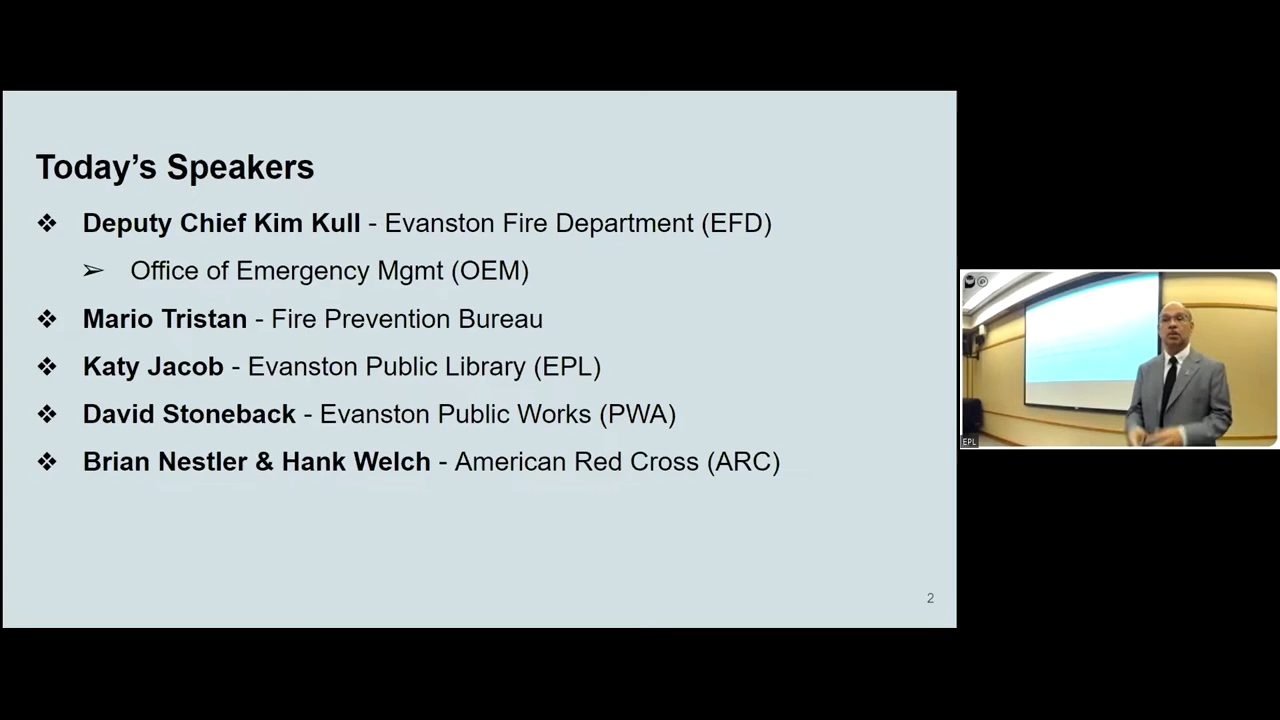 Today's Speakers
❖ Deputy Chief Kim Kull - Evanston Fire Department (EFD)
➢ Office of Emergency Mgmt (OEM)
❖ Mario Tristan - Fire Prevention Bureau
❖ Katy Jacob - Evanston Public Library (EPL)
❖ David Stoneback - Evanston Public Works (PWA)
❖ Brian Nestler & Hank Welch - American Red Cross (ARC)
2
EPL